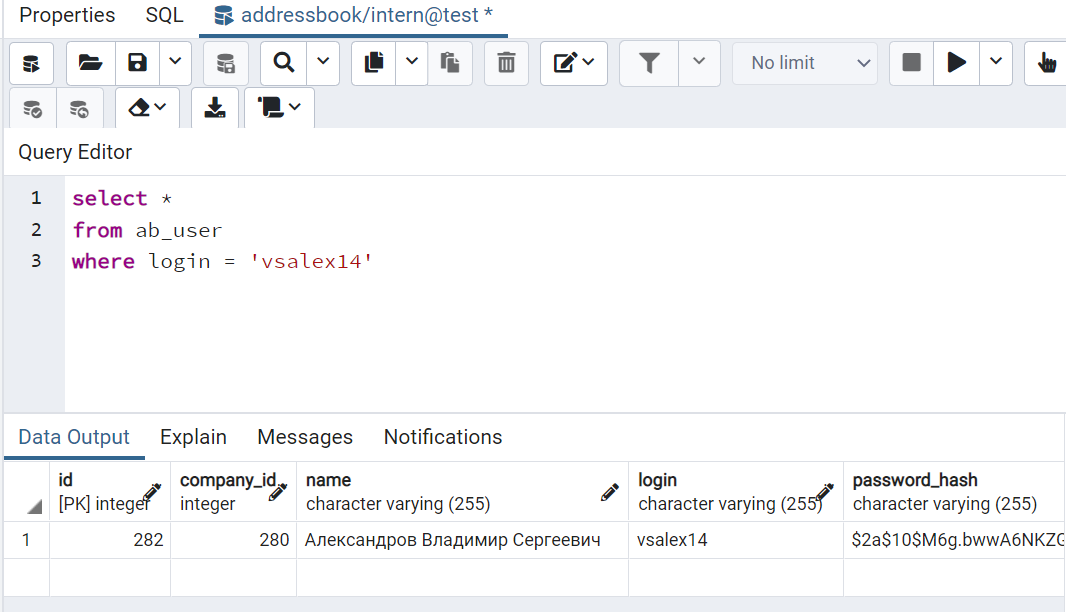 Properties SQL addressbook/intern@test *
No limit
Query Editor
1 select *
2 from ab_user
3 where login = 'vsalex14'
Data Output Explain Messages Notifications
id company_id name login password_hash
[PK] integer integer character varying (255) character varying (255) character varying (255)
1 282 280 Александров Владимир Сергеевич vsalex14 $2a$10$M6g.bwwA6NKZG